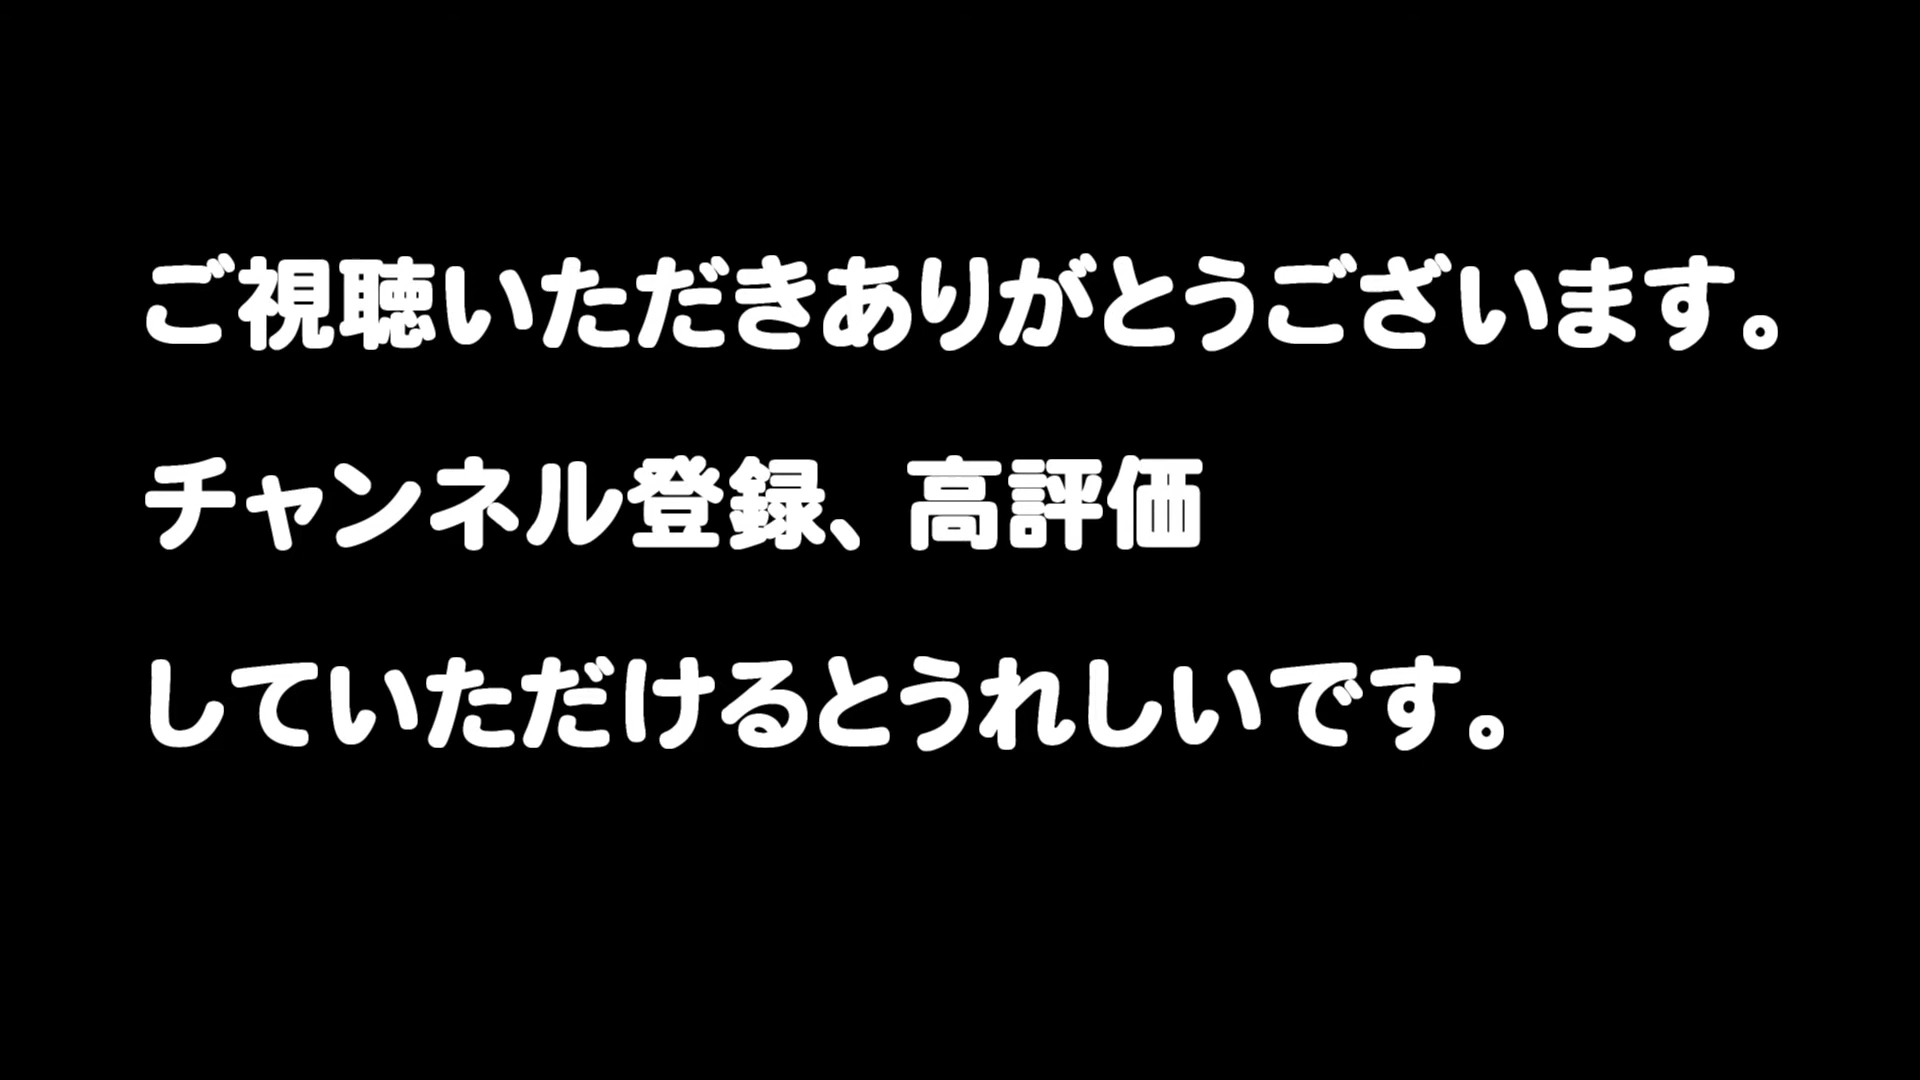 ご視聴いただきありがとうございます。
チャンネル登録、高評価
していただけるとうれしいです。